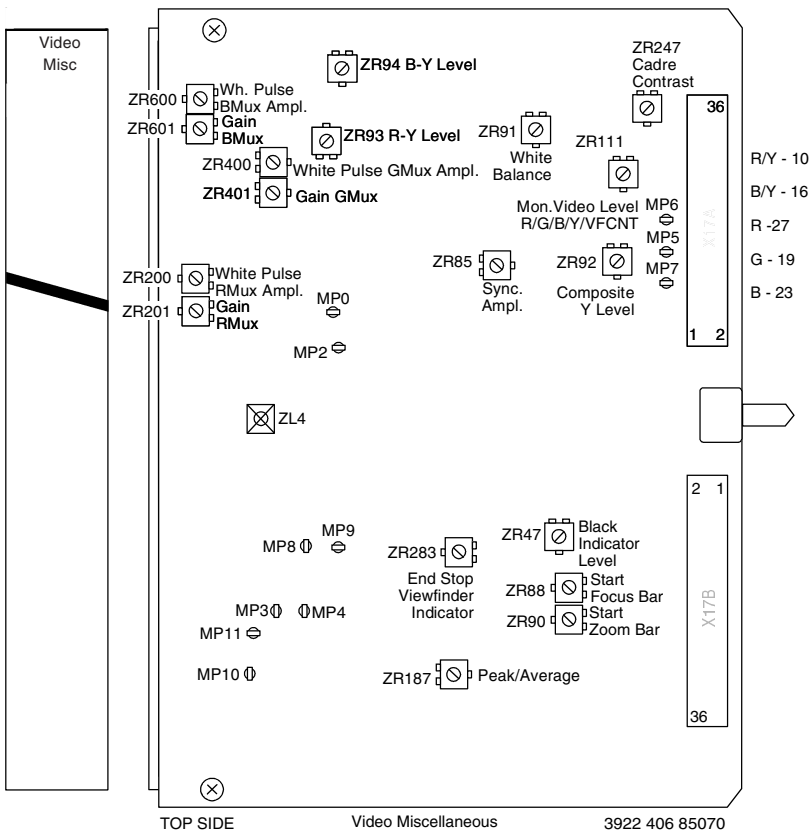 Video
Misc
ZR94 B-Y Level
ZR247
Cadre
Contrast
ZR600
Wh. Pulse
BMux Ampl.
ZR601
Gain
BMux
ZR93 R-Y Level
ZR91
White
Balance
ZR111
36
R/Y - 10
ZR400
White Pulse GMux Ampl.
ZR401
Gain GMux
B/Y - 16
Mon.Video Level
R/G/B/Y/VFCNT
MP6
X17A
R -27
MP5
ZR85
Sync.
Ampl.
ZR92
Composite
Y Level
MP7
G - 19
ZR200
White Pulse
RMux Ampl.
B - 23
ZR201
Gain
RMux
MP0
MP2
1 2
ZL4
2 1
MP8
MP9
ZR283
End Stop
Viewfinder
Indicator
ZR47
Black
Indicator
Level
ZR88
Start
Focus Bar
MP3
MP4
ZR90
Start
Zoom Bar
X17B
MP11
MP10
ZR187
Peak/Average
36
TOP SIDE
Video Miscellaneous
3922 406 85070